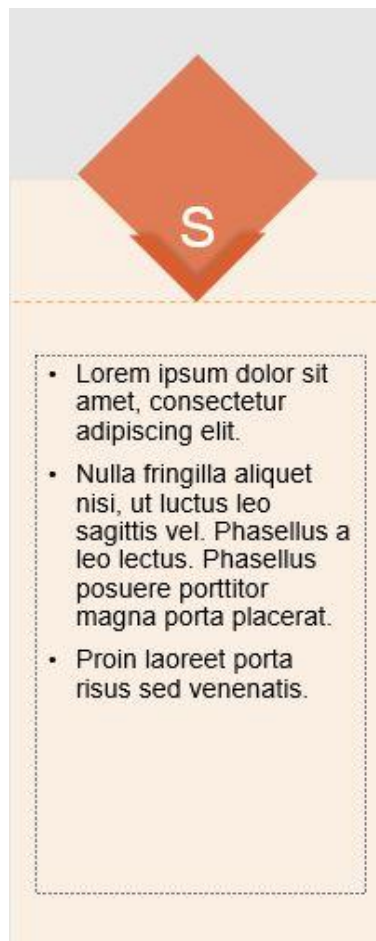 S
• Lorem ipsum dolor sit
amet, consectetur
adipiscing elit.
• Nulla fringilla aliquet
nisi, ut luctus leo
sagittis vel. Phasellus a
leo lectus. Phasellus
posuere porttitor
magna porta placerat.
• Proin laoreet porta
risus sed venenatis.